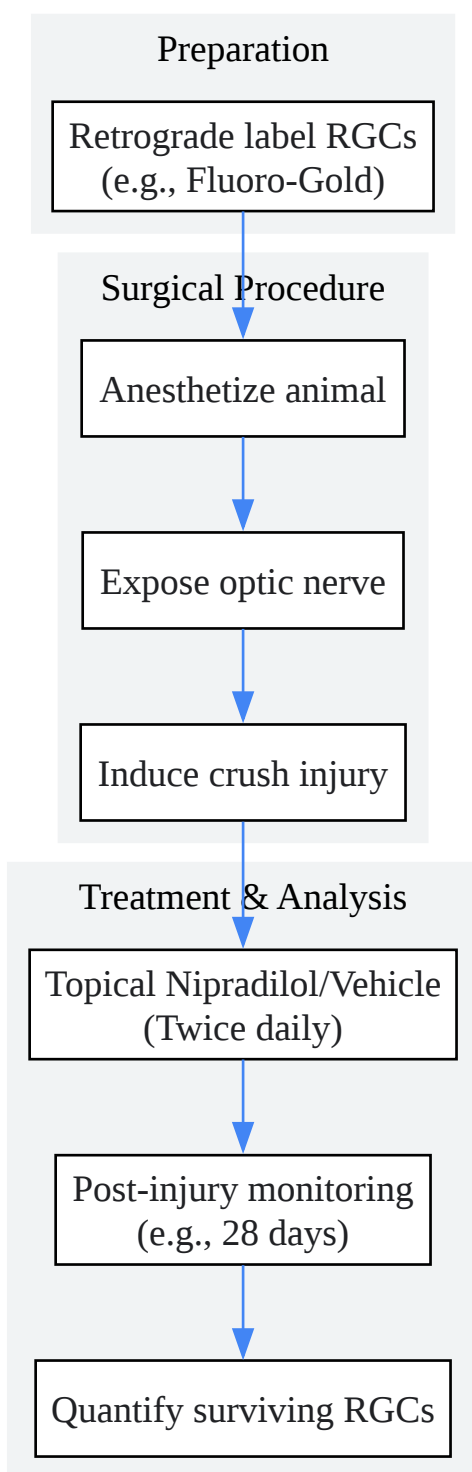 Preparation
Retrograde label RGCs
(e.g., Fluoro-Gold)
Surgical Procedure
Anesthetize animal
Expose optic nerve
Induce crush injury
Treatment & Analysis
Topical Nipradilol/Vehicle
(Twice daily)
Post-injury monitoring
(e.g., 28 days)
Quantify surviving RGCs